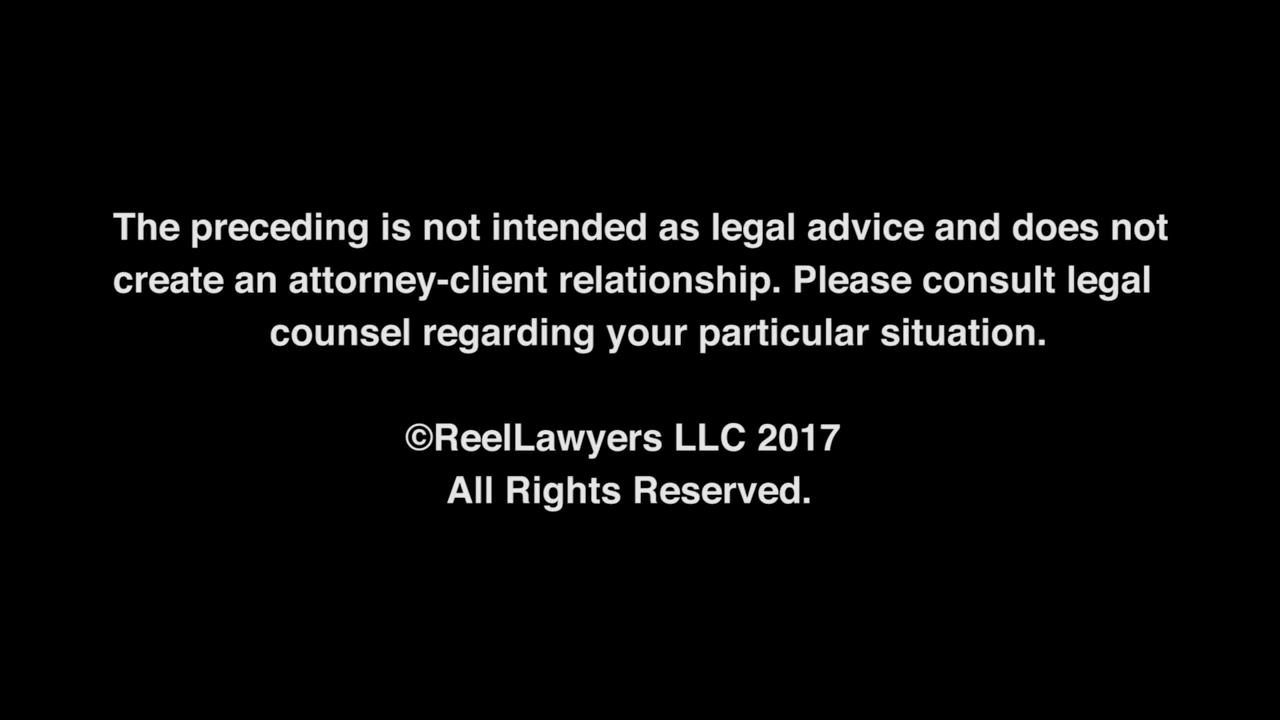 The preceding is not intended as legal advice and does not
create an attorney-client relationship. Please consult legal
counsel regarding your particular situation.
©ReelLawyers LLC 2017
All Rights Reserved.